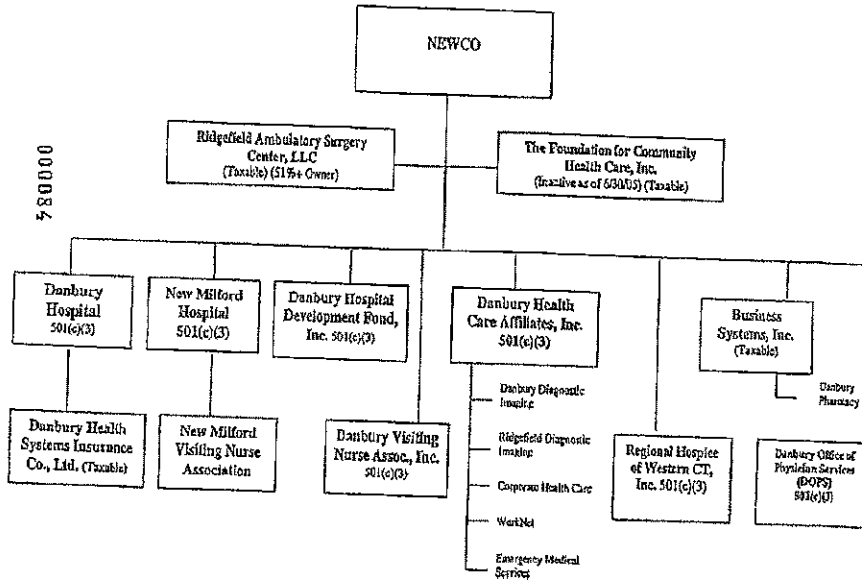 NEWCO
Ridgefield Ambulatory Surgery
Center, LLC
(Taxable) (51%+ Owner)
The Foundation for Community
Health Care, Inc.
(Inactive as of 6/30/05) (Taxable)
000084
Danbury
Hospital
501(c)(3)
New Milford
Hospital
501(c)(3)
Danbury Hospital
Development Fund,
Inc. 501(c)(3)
Danbury Health
Care Affiliates, Inc.
501(c)(3)
Business
Systems, Inc.
(Taxable)
Danbury
Pharmacy
Danbury Diagnostic
Imaging
Ridgefield Diagnostic
Imaging
Corporate Health Care
WorkNet
Emergency Medical
Services
Danbury Health
Systems Insurance
Co., Ltd. (Taxable)
New Milford
Visiting Nurse
Association
Danbury Visiting
Nurse Assoc., Inc.
501(c)(3)
Regional Hospice
of Western CT,
Inc. 501(c)(3)
Danbury Office of
Physician Services
(DOPS)
501(c)(3)